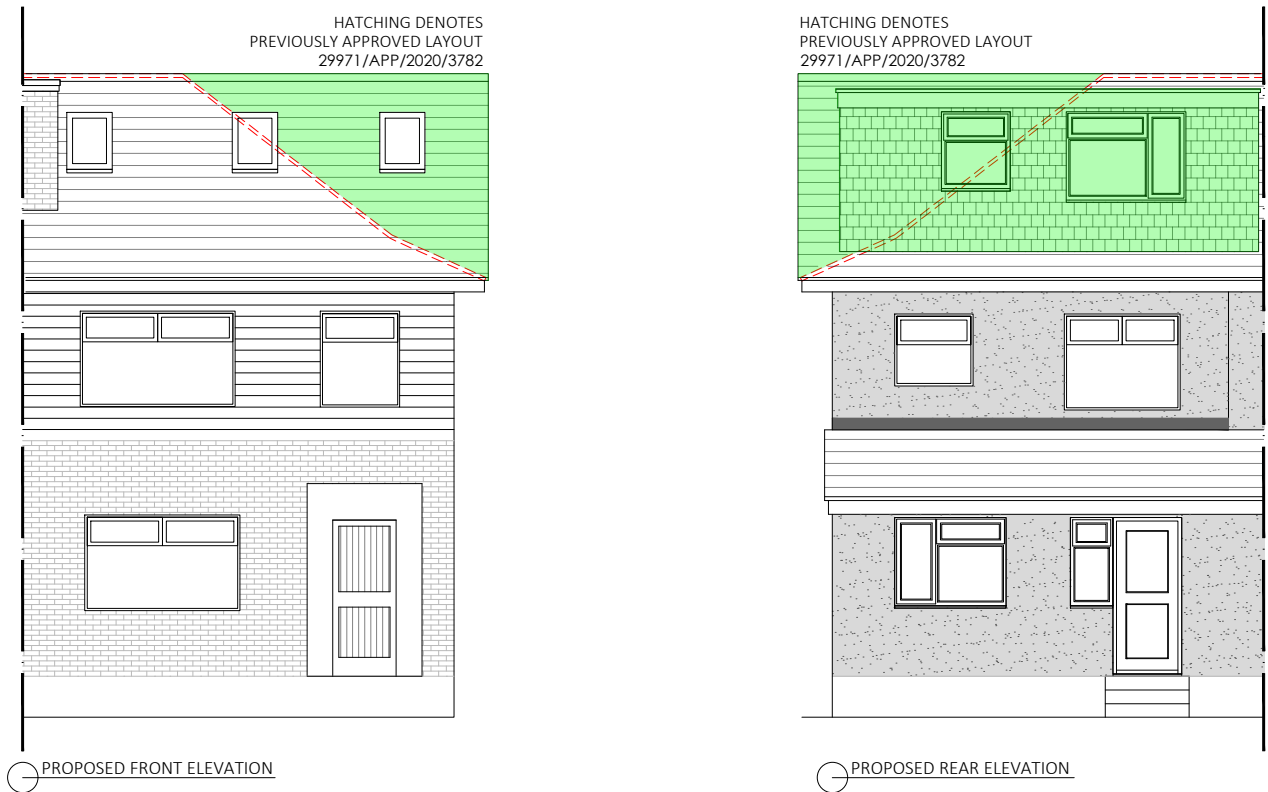 HATCHING DENOTES
PREVIOUSLY APPROVED LAYOUT
29971/APP/2020/3782
HATCHING DENOTES
PREVIOUSLY APPROVED LAYOUT
29971/APP/2020/3782
PROPOSED FRONT ELEVATION
PROPOSED REAR ELEVATION